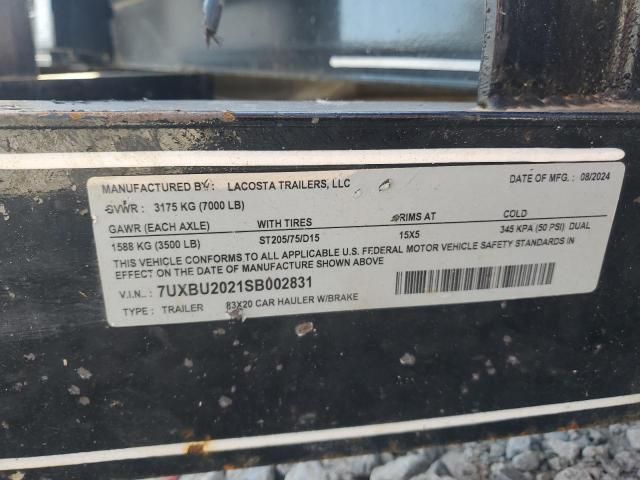 MANUFACTURED BY: LACOSTA TRAILERS, LLC DATE OF MFG. : 08/2024
GVWR: 3175 KG (7000 LB)
GAWR (EACH AXLE) WITH TIRES RIMS AT COLD
1588 KG (3500 LB) ST205/75/D15 15X5 345 KPA (50 PSI) DUAL
THIS VEHICLE CONFORMS TO ALL APPLICABLE U.S. FEDERAL MOTOR VEHICLE SAFETY STANDARDS IN
EFFECT ON THE DATE OF MANUFACTURE SHOWN ABOVE
V.I.N.: 7UXBU2021SB002831
TYPE : TRAILER 83X20 CAR HAULER W/BRAKE